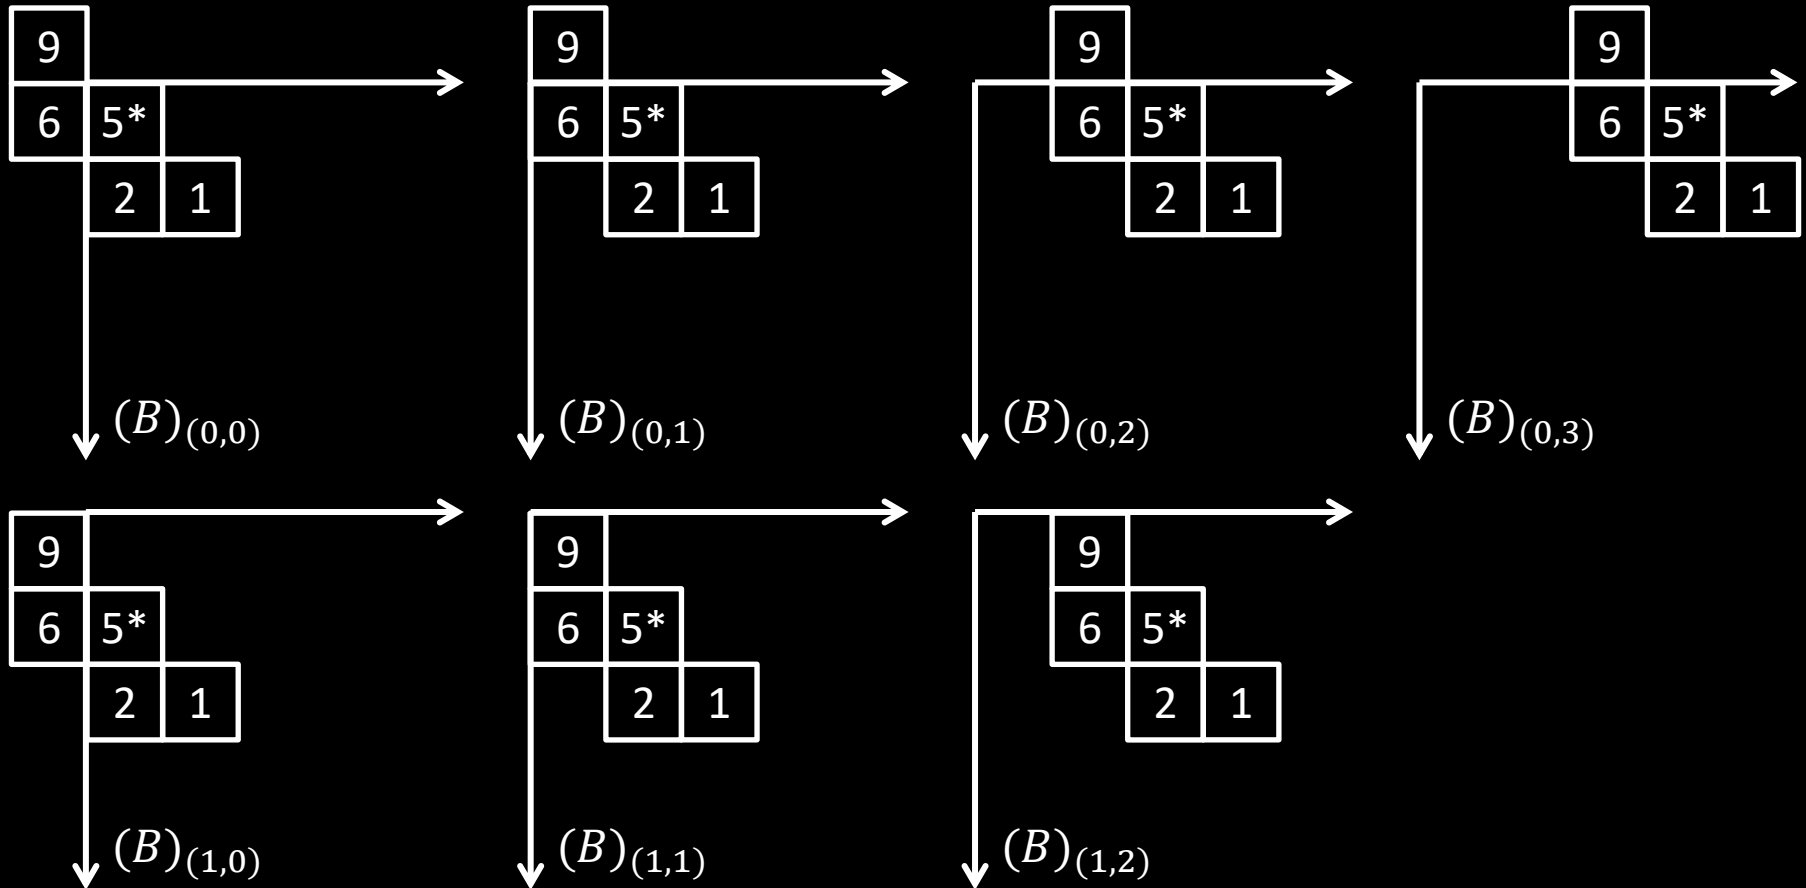 9 9 9 9
6 5* 6 5* 6 5* 6 5*
2 1 2 1 2 1 2 1
(B)(0,0) (B)(0,1) (B)(0,2) (B)(0,3)
9 9 9
6 5* 6 5* 6 5*
2 1 2 1 2 1
(B)(1,0) (B)(1,1) (B)(1,2)